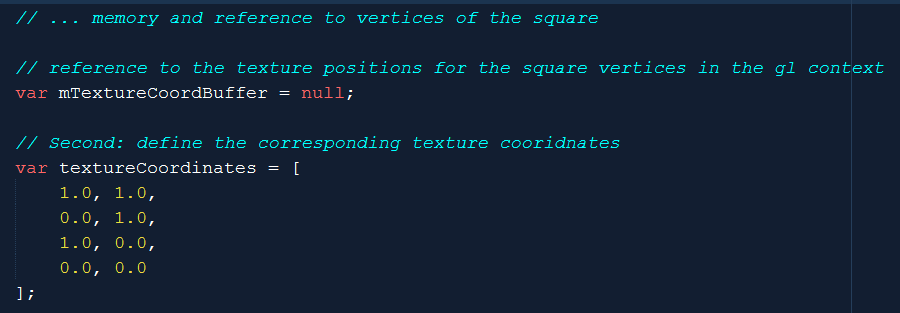 // ... memory and reference to vertices of the square
// reference to the texture positions for the square vertices in the gl context
var mTextureCoordBuffer = null;
// Second: define the corresponding texture cooridnates
var textureCoordinates = [
1.0, 1.0,
0.0, 1.0,
1.0, 0.0,
0.0, 0.0
];